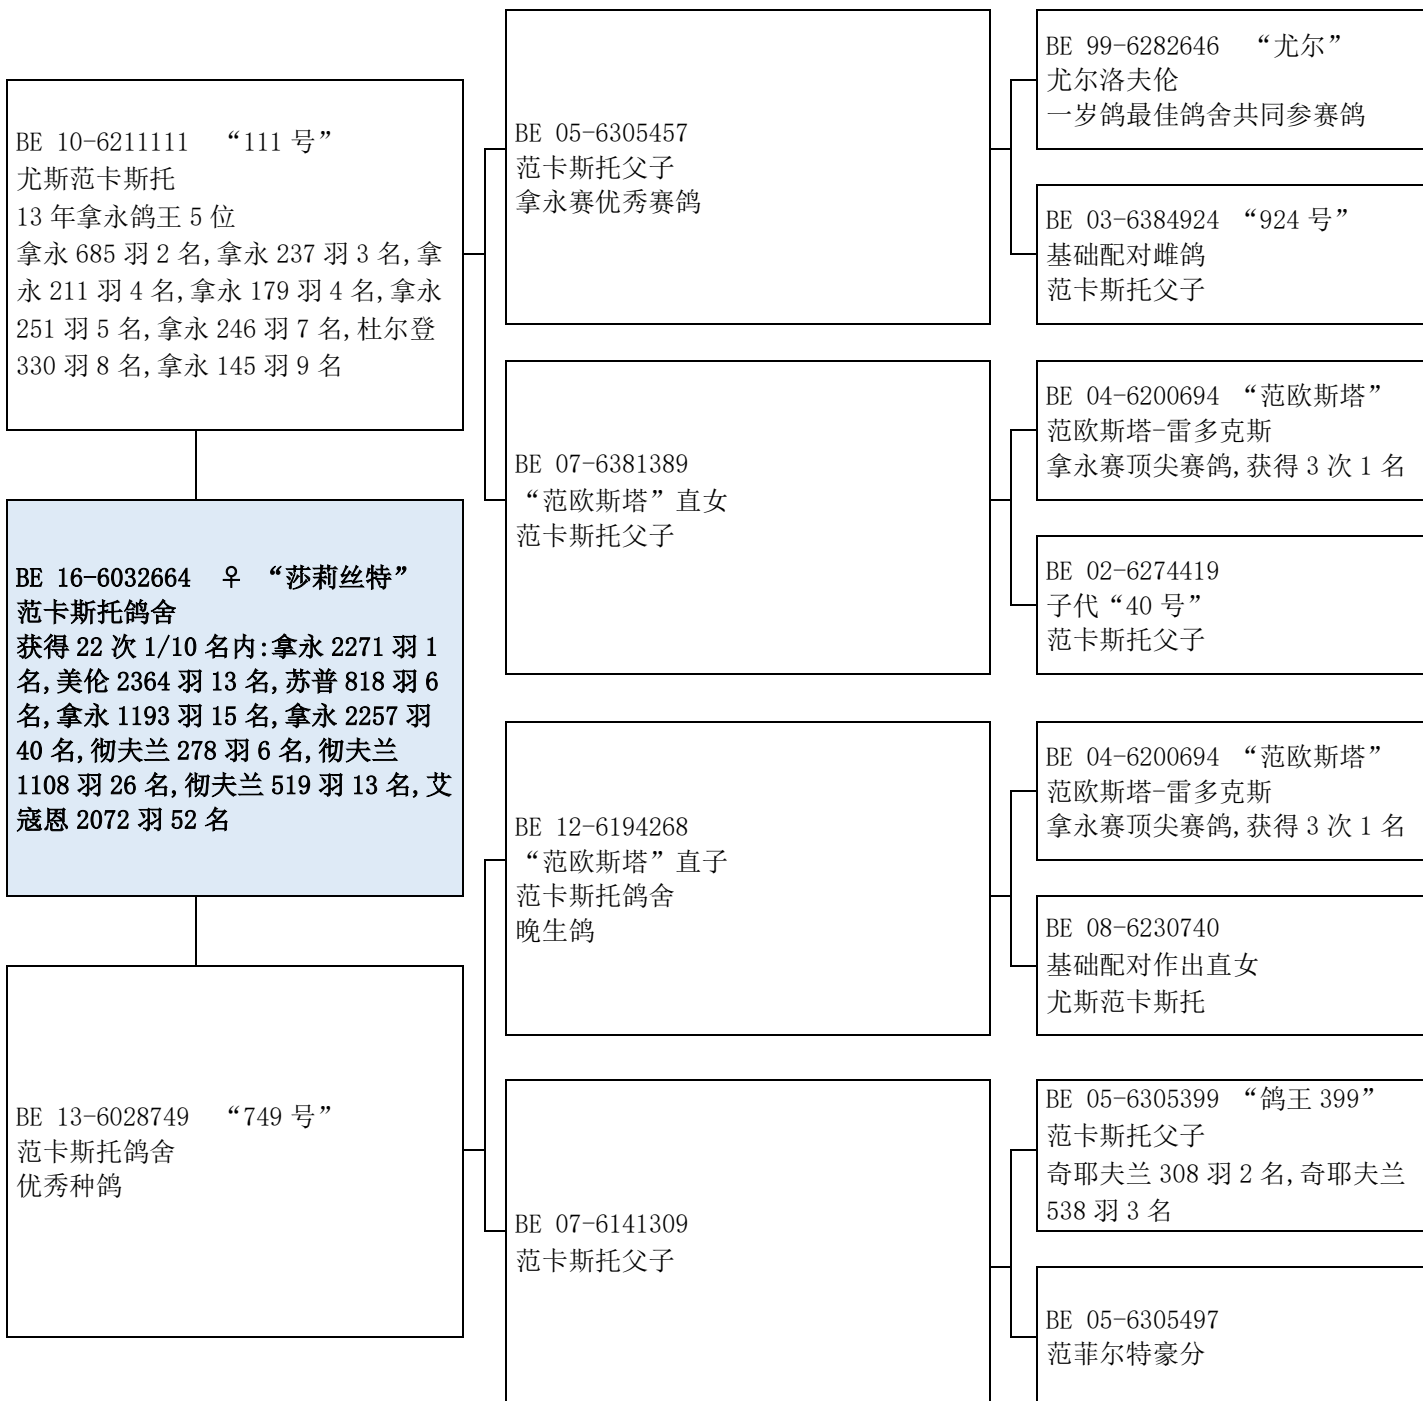 BE 10-6211111 “111 号”
尤斯范卡斯托
13 年拿永鸽王 5 位
拿永 685 羽 2 名,拿永 237 羽 3 名,拿
永 211 羽 4 名,拿永 179 羽 4 名,拿永
251 羽 5 名,拿永 246 羽 7 名,杜尔登
330 羽 8 名,拿永 145 羽 9 名
BE 16-6032664 ♀ “莎莉丝特”
范卡斯托鸽舍
获得 22 次 1/10 名内:拿永 2271 羽 1
名,美伦 2364 羽 13 名,苏普 818 羽 6
名,拿永 1193 羽 15 名,拿永 2257 羽
40 名,彻夫兰 278 羽 6 名,彻夫兰
1108 羽 26 名,彻夫兰 519 羽 13 名,艾
寇恩 2072 羽 52 名
BE 13-6028749 “749 号”
范卡斯托鸽舍
优秀种鸽
BE 05-6305457
范卡斯托父子
拿永赛优秀赛鸽
BE 07-6381389
“范欧斯塔”直女
范卡斯托父子
BE 12-6194268
“范欧斯塔”直子
范卡斯托鸽舍
晚生鸽
BE 07-6141309
范卡斯托父子
BE 99-6282646 “尤尔”
尤尔洛夫伦
一岁鸽最佳鸽舍共同参赛鸽
BE 03-6384924 “924 号”
基础配对雌鸽
范卡斯托父子
BE 04-6200694 “范欧斯塔”
范欧斯塔-雷多克斯
拿永赛顶尖赛鸽,获得 3 次 1 名
BE 02-6274419
子代“40 号”
范卡斯托父子
BE 04-6200694 “范欧斯塔”
范欧斯塔-雷多克斯
拿永赛顶尖赛鸽,获得 3 次 1 名
BE 08-6230740
基础配对作出直女
尤斯范卡斯托
BE 05-6305399 “鸽王 399”
范卡斯托父子
奇耶夫兰 308 羽 2 名,奇耶夫兰
538 羽 3 名
BE 05-6305497
范菲尔特豪分